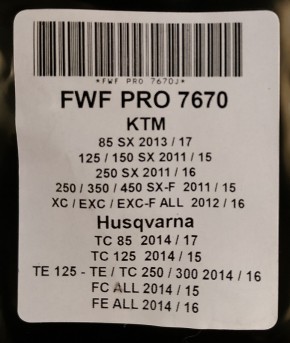 *FWF PRO 7670J*
FWF PRO 7670
KTM
85 SX 2013 / 17
125 / 150 SX 2011 / 15
250 SX 2011 / 16
250 / 350 / 450 SX-F 2011 / 15
XC / EXC / EXC-F ALL 2012 / 16
Husqvarna
TC 85 2014 / 17
TC 125 2014 / 15
TE 125 - TE / TC 250 / 300 2014 / 16
FC ALL 2014 / 15
FE ALL 2014 / 16